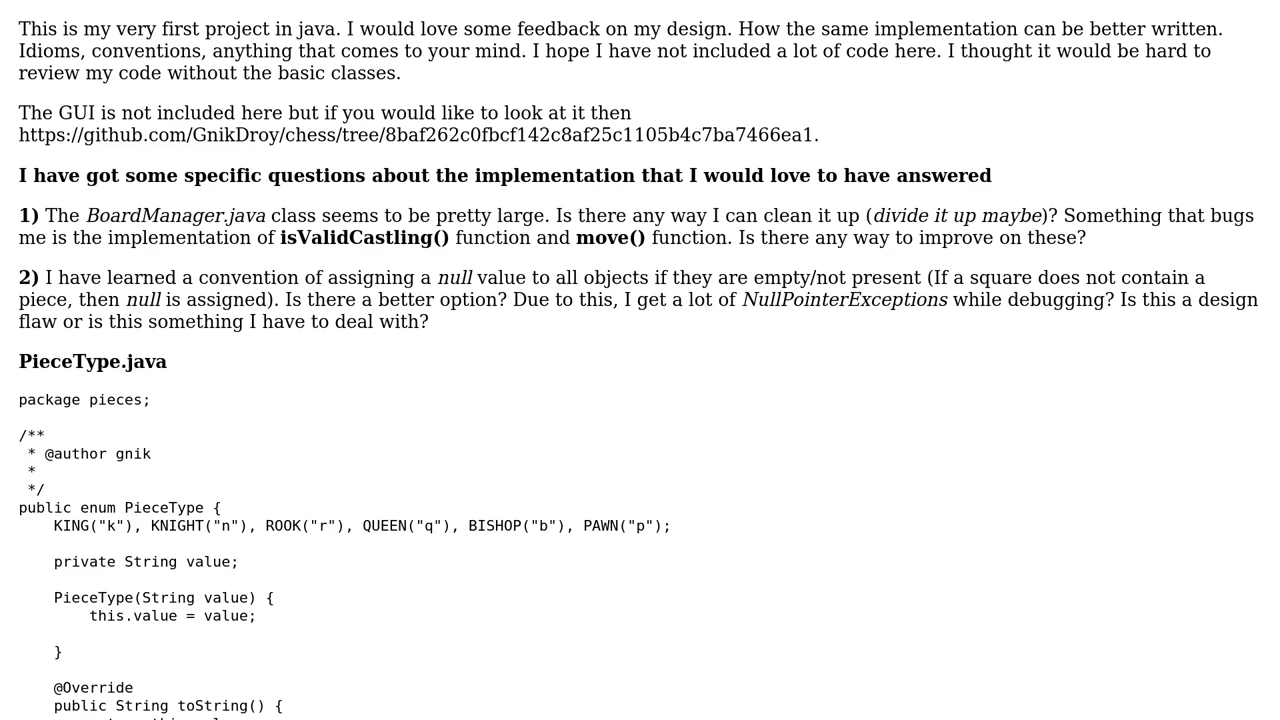 This is my very first project in java. I would love some feedback on my design. How the same implementation can be better written.
Idioms, conventions, anything that comes to your mind. I hope I have not included a lot of code here. I thought it would be hard to
review my code without the basic classes.
The GUI is not included here but if you would like to look at it then
https://github.com/GnikDroy/chess/tree/8baf262c0fbcf142c8af25c1105b4c7ba7466ea1.
I have got some specific questions about the implementation that I would love to have answered
1) The BoardManager.java class seems to be pretty large. Is there any way I can clean it up (divide it up maybe)? Something that bugs
me is the implementation of isValidCastling() function and move() function. Is there any way to improve on these?
2) I have learned a convention of assigning a null value to all objects if they are empty/not present (If a square does not contain a
piece, then null is assigned). Is there a better option? Due to this, I get a lot of NullPointerExceptions while debugging? Is this a design
flaw or is this something I have to deal with?
PieceType.java
package pieces;
/**
 * @author gnik
 *
 */
public enum PieceType {
    KING("k"), KNIGHT("n"), ROOK("r"), QUEEN("q"), BISHOP("b"), PAWN("p");
    private String value;
    PieceType(String value) {
        this.value = value;
    }
    @Override
    public String toString() {